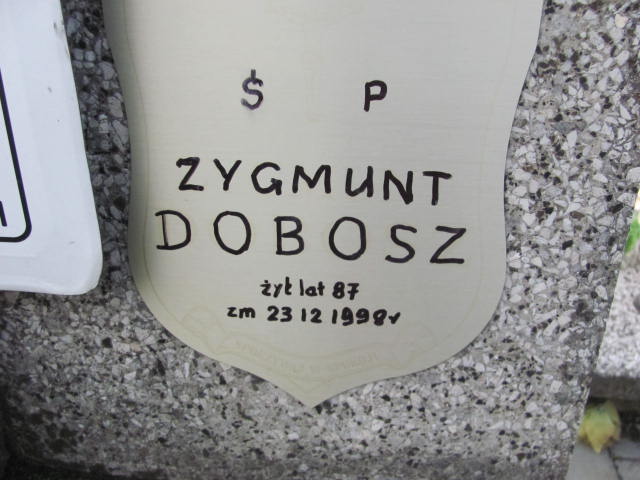 Ś P
ZYGMUNT
DOBOSZ
żył lat 87
zm 23 12 1998r